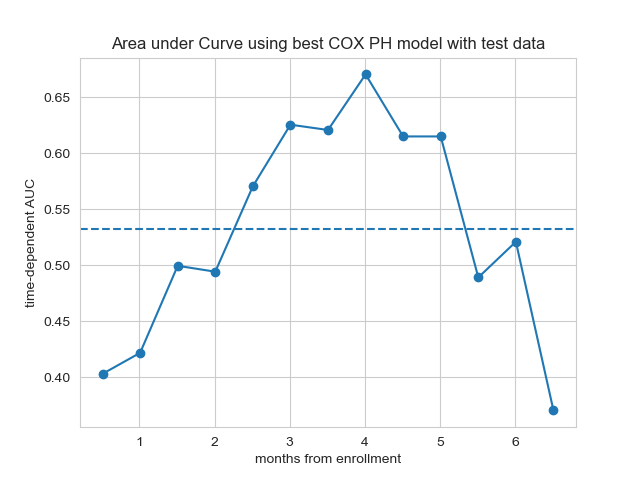 Area under Curve using best COX PH model with test data
time-dependent AUC
0.65
0.60
0.55
0.50
0.45
0.40
1 2 3 4 5 6
months from enrollment